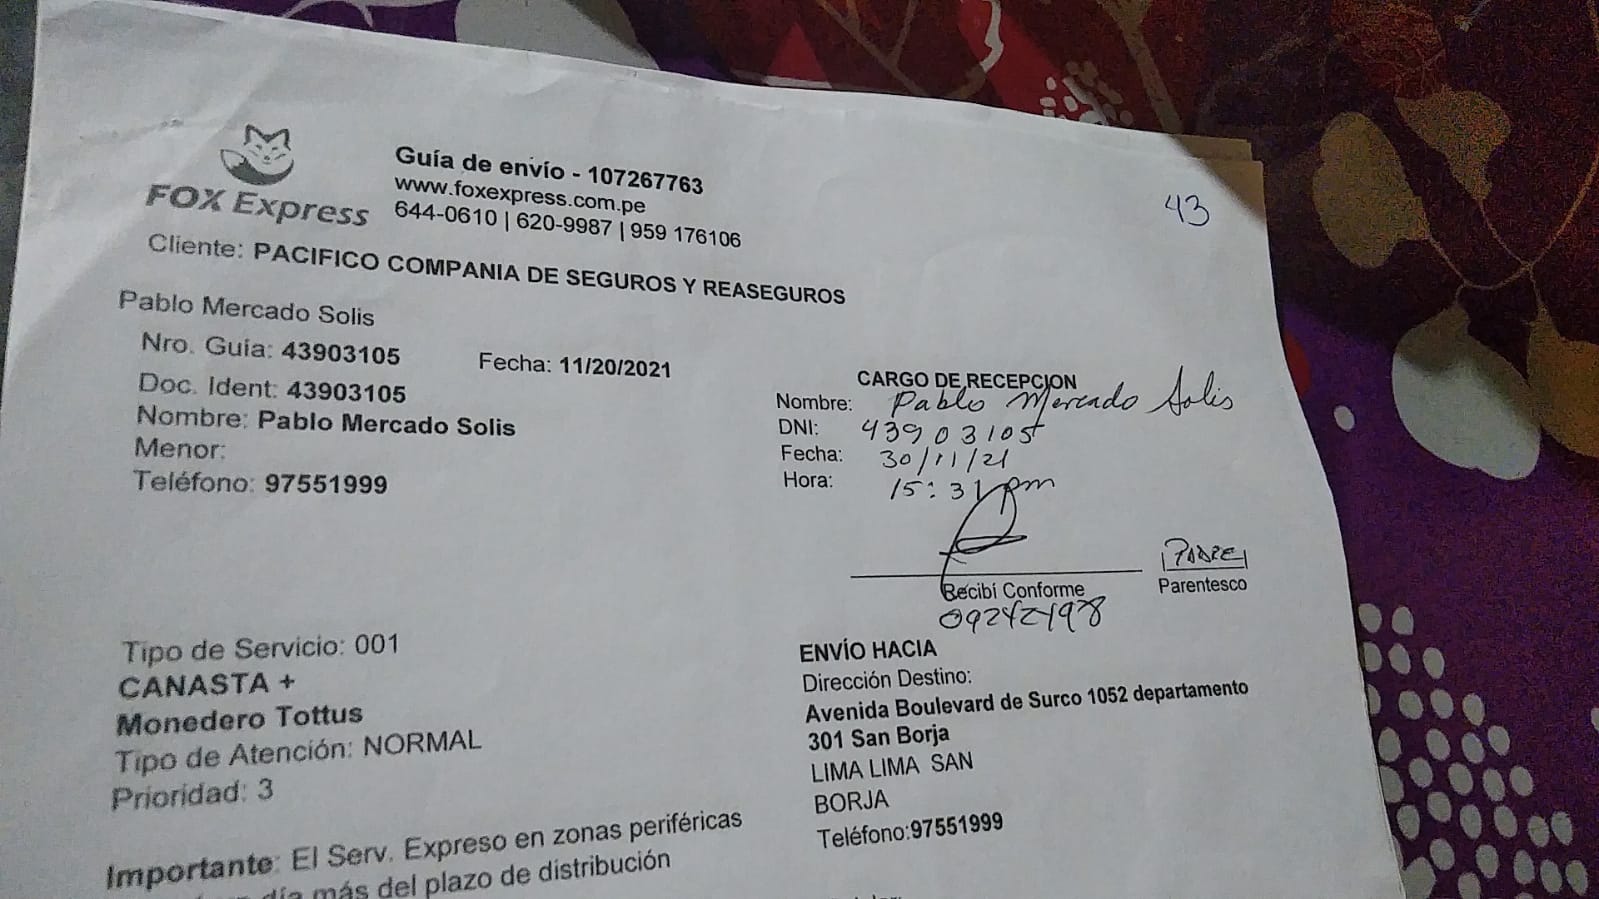 FOX Express
Guía de envío - 107267763
www.foxexpress.com.pe
644-0610 | 620-9987 | 959 176106
43
Cliente: PACIFICO COMPANIA DE SEGUROS Y REASEGUROS
Pablo Mercado Solis
Nro. Guia: 43903105 Fecha: 11/20/2021
Doc. Ident: 43903105
Nombre: Pablo Mercado Solis
Menor:
Teléfono: 97551999
CARGO DE RECEPCION
Nombre: Pablo Mercado Solis
DNI: 43903105
Fecha: 30/11/21
Hora: 15:31 pm
Recibí Conforme
PADRE
Parentesco
Tipo de Servicio: 001
CANASTA +
Monedero Tottus
Tipo de Atención: NORMAL
Prioridad: 3
Importante: El Serv. Expreso en zonas periféricas
día más del plazo de distribución
ENVÍO HACIA
Dirección Destino:
Avenida Boulevard de Surco 1052 departamento
301 San Borja
LIMA LIMA SAN
BORJA
Teléfono:97551999